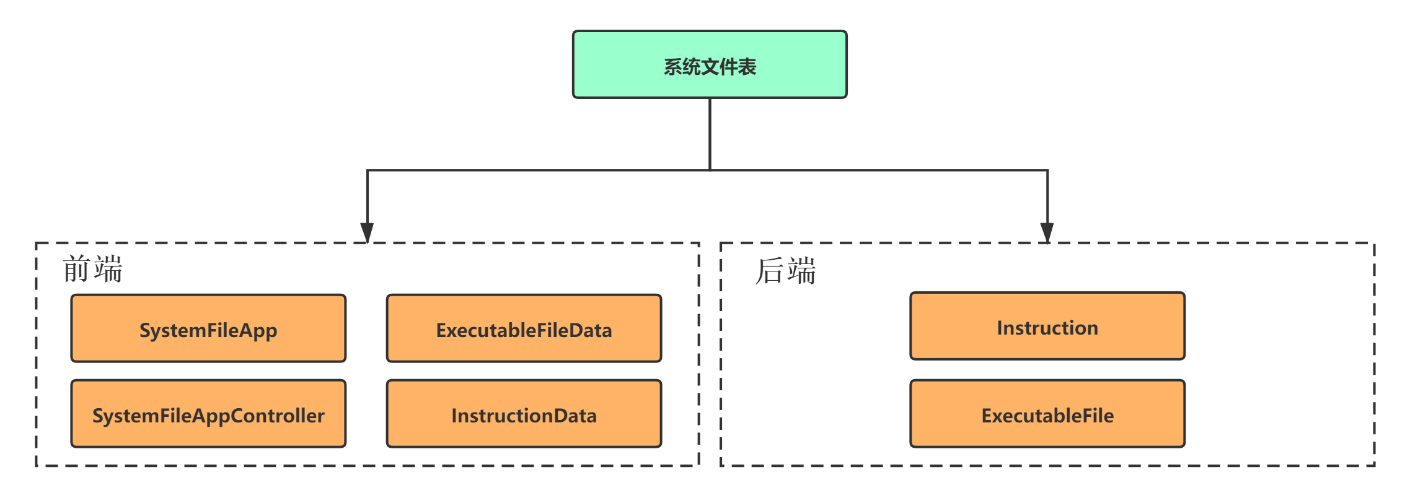 系统文件表
前端
SystemFileApp
ExecutableFileData
SystemFileAppController
InstructionData
后端
Instruction
ExecutableFile